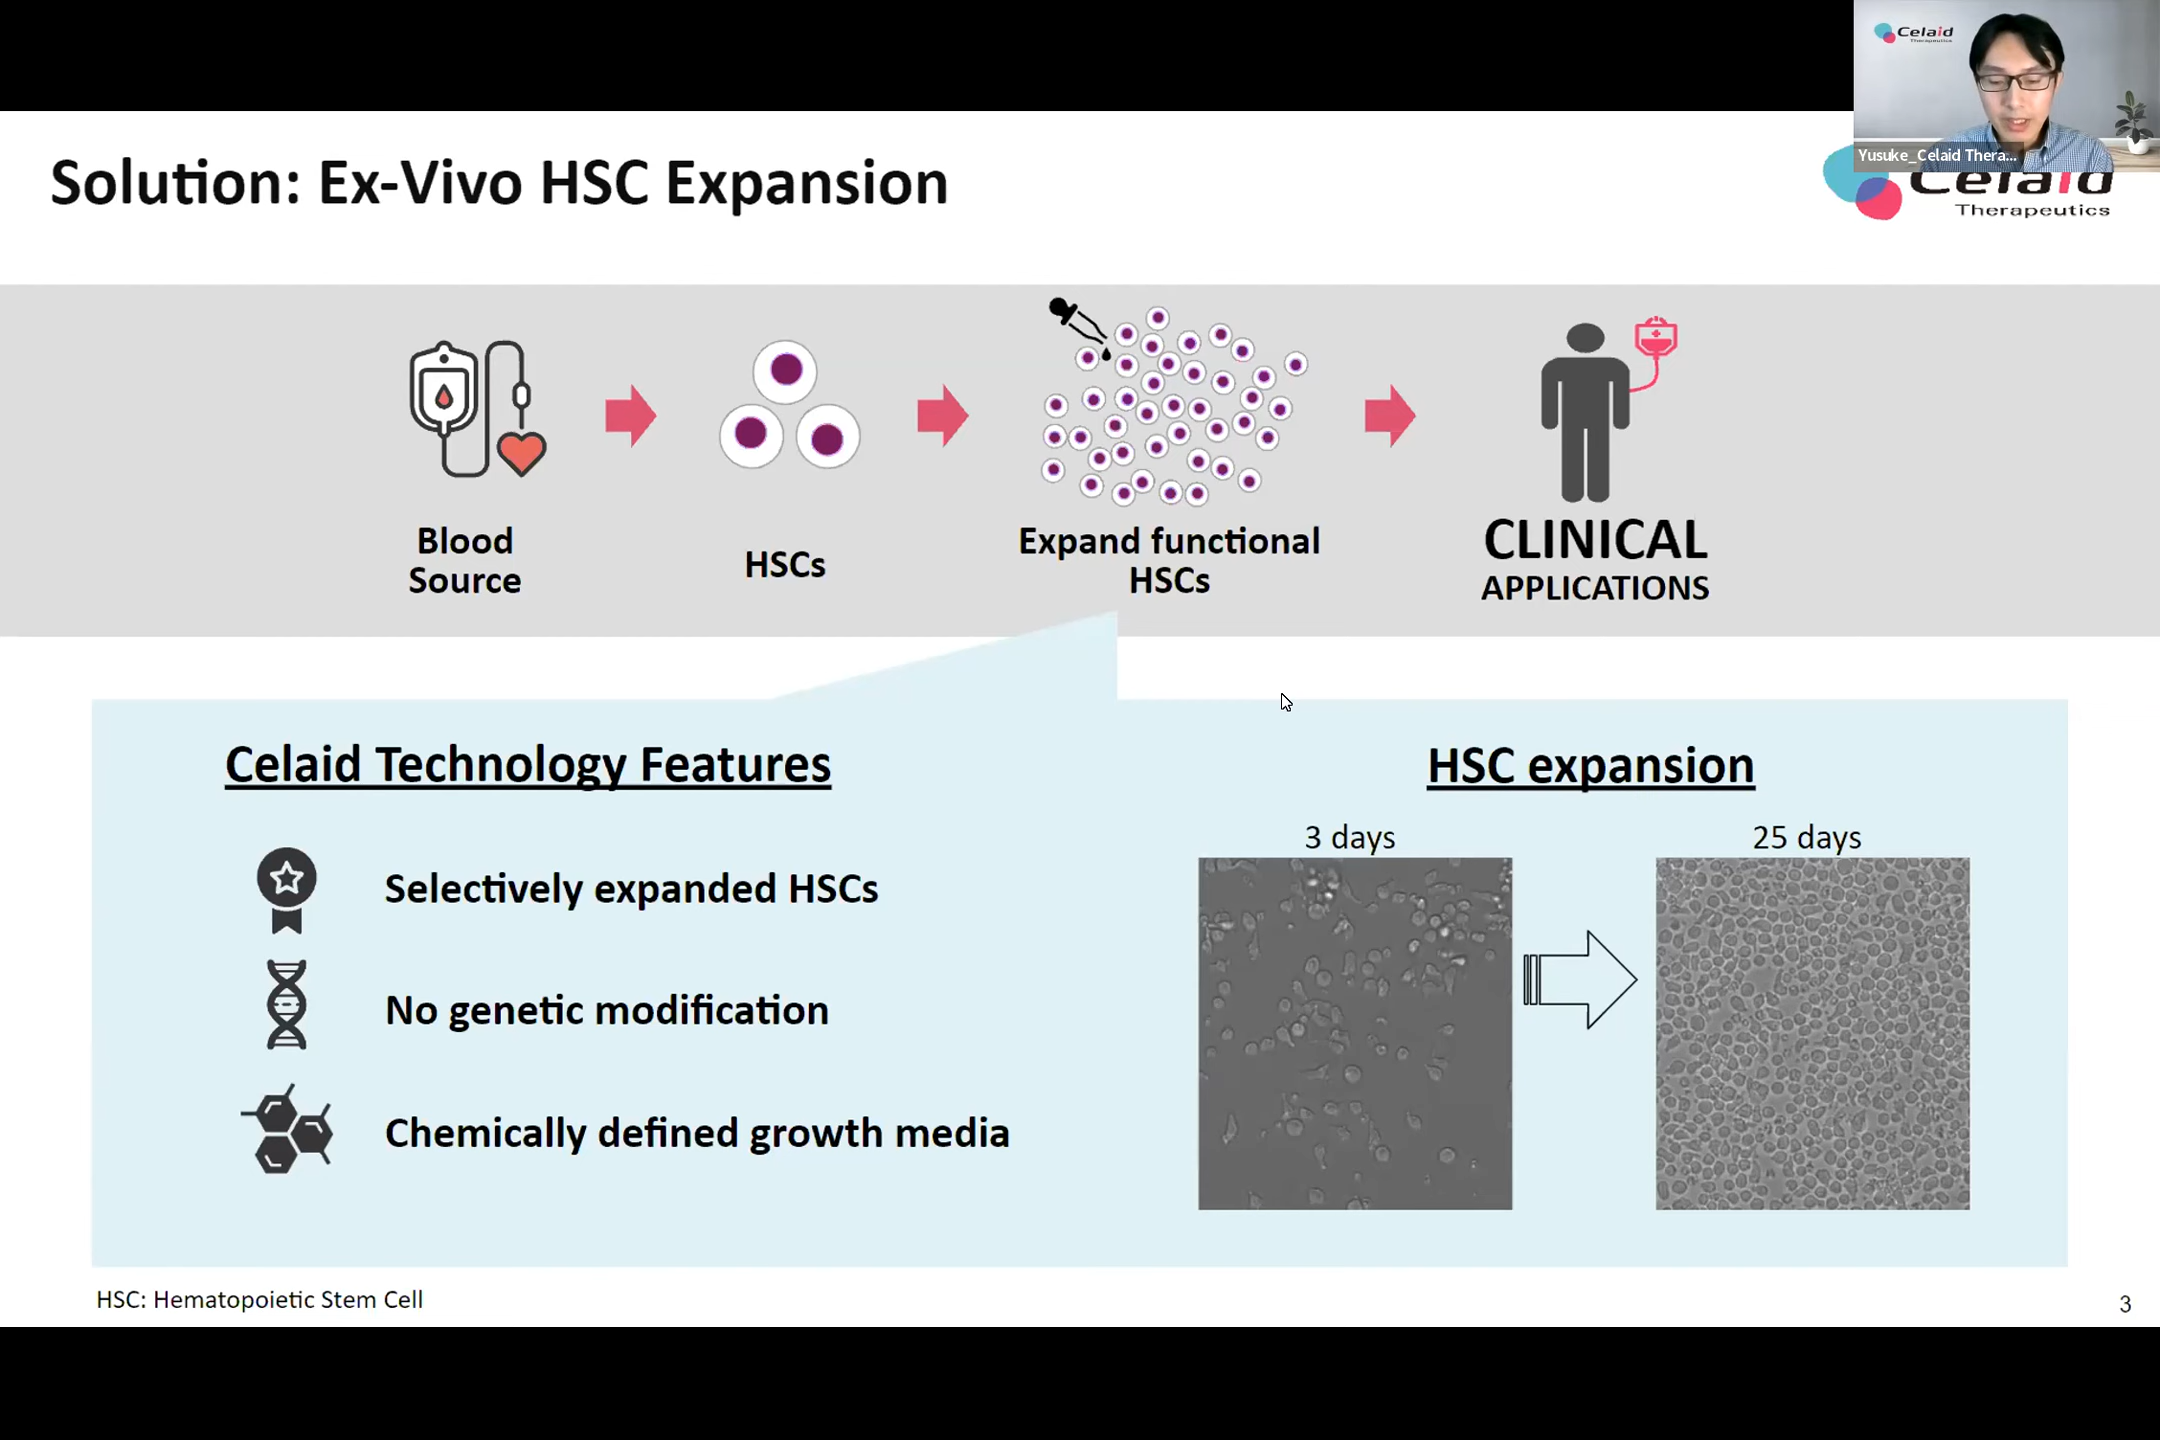 Celaid
Therapeutics
Yusuke_Celaid Thera...
Solution: Ex-Vivo HSC Expansion
Celaid
Therapeutics
Blood
Source
HSCs
Expand functional
HSCs
CLINICAL
APPLICATIONS
Celaid Technology Features
Selectively expanded HSCs
No genetic modification
Chemically defined growth media
HSC expansion
3 days
25 days
HSC: Hematopoietic Stem Cell
3